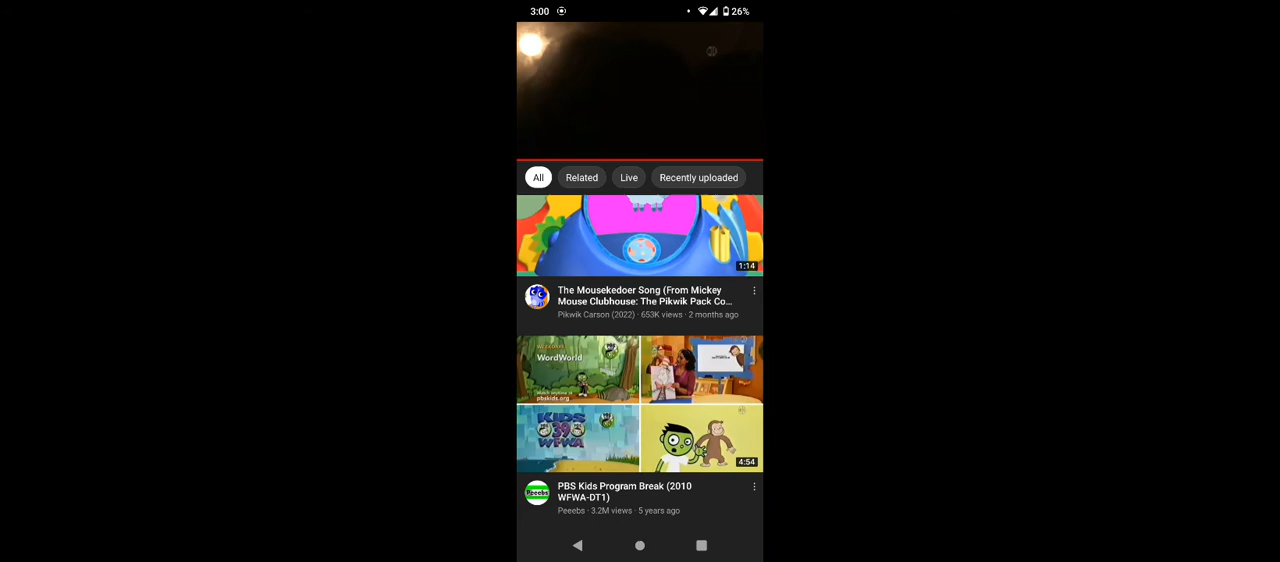 3:00 26%
All Related Live Recently uploaded
1:14
The Mousekedoer Song (From Mickey
Mouse Clubhouse: The Pikwik Pack Co...
Pikwik Carson (2022) · 653K views · 2 months ago
WordWorld
pbskids.org
KIDS
39
WFWA
4:54
Peeebs
PBS Kids Program Break (2010
WFWA-DT1)
Peeebs · 3.2M views · 5 years ago